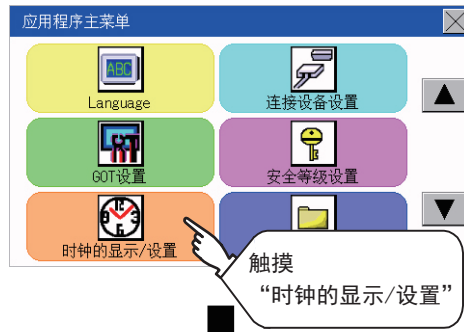 应用程序主菜单
ABC
Language
连接设备设置
GOT设置
安全等级设置
时钟的显示/设置
触摸
“时钟的显示/设置”